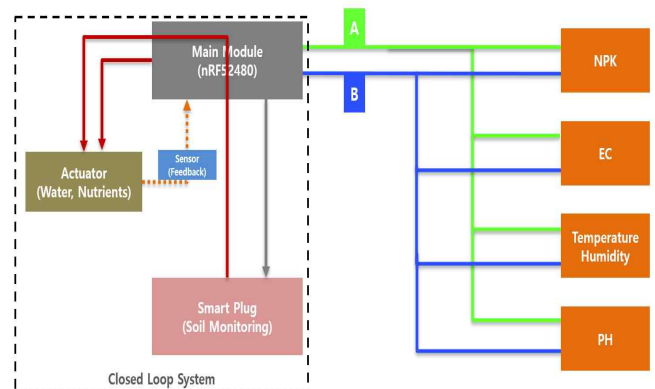 Main Module
(nRF52480)
A
B
NPK
EC
Temperature
Humidity
PH
Sensor
(Feedback)
Actuator
(Water, Nutrients)
Smart Plug
(Soil Monitoring)
Closed Loop System